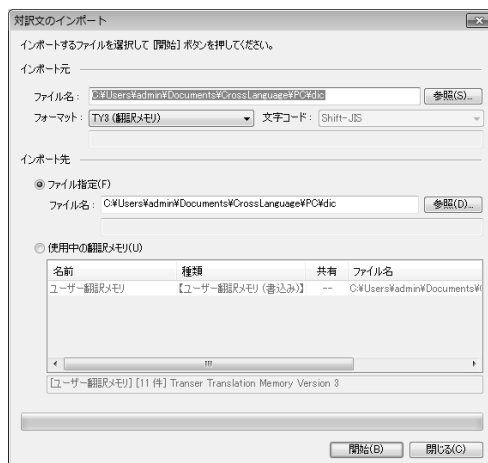 対訳文のインポート
インポートするファイルを選択して [開始] ボタンを押してください。
インポート元
ファイル名： C:¥Users¥admin¥Documents¥CrossLanguage¥PC¥dic 参照(S)...
フォーマット： TY3 (翻訳メモリ) 文字コード： Shift-JIS
インポート先
ファイル指定(F)
ファイル名： C:¥Users¥admin¥Documents¥CrossLanguage¥PC¥dic 参照(D)...
使用中の翻訳メモリ(U)
名前 種類 共有 ファイル名
ユーザー翻訳メモリ 【ユーザー翻訳メモリ (書込み)】 -- C:¥Users¥admin¥Documents¥
[ユーザー翻訳メモリ] [11 件] Transer Translation Memory Version 3
開始(B) 閉じる(C)